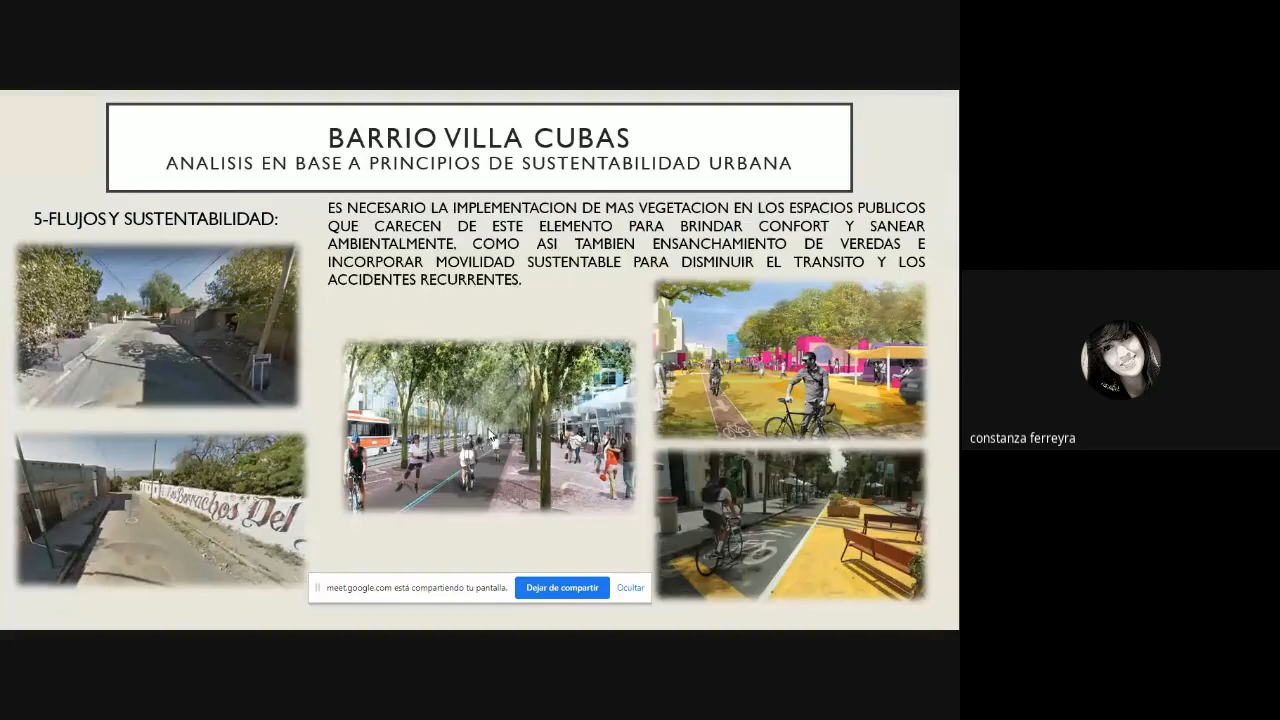 BARRIO VILLA CUBAS
ANALISIS EN BASE A PRINCIPIOS DE SUSTENTABILIDAD URBANA
5-FLUJOS Y SUSTENTABILIDAD:
ES NECESARIO LA IMPLEMENTACION DE MAS VEGETACION EN LOS ESPACIOS PUBLICOS
QUE CARECEN DE ESTE ELEMENTO PARA BRINDAR CONFORT Y SANEAR
AMBIENTALMENTE, COMO ASI TAMBIEN ENSANCHAMIENTO DE VEREDAS E
INCORPORAR MOVILIDAD SUSTENTABLE PARA DISMINUIR EL TRANSITO Y LOS
ACCIDENTES RECURRENTES.
Borrachos Del
meet.google.com está compartiendo tu pantalla.
Dejar de compartir
Ocultar
constanza ferreyra